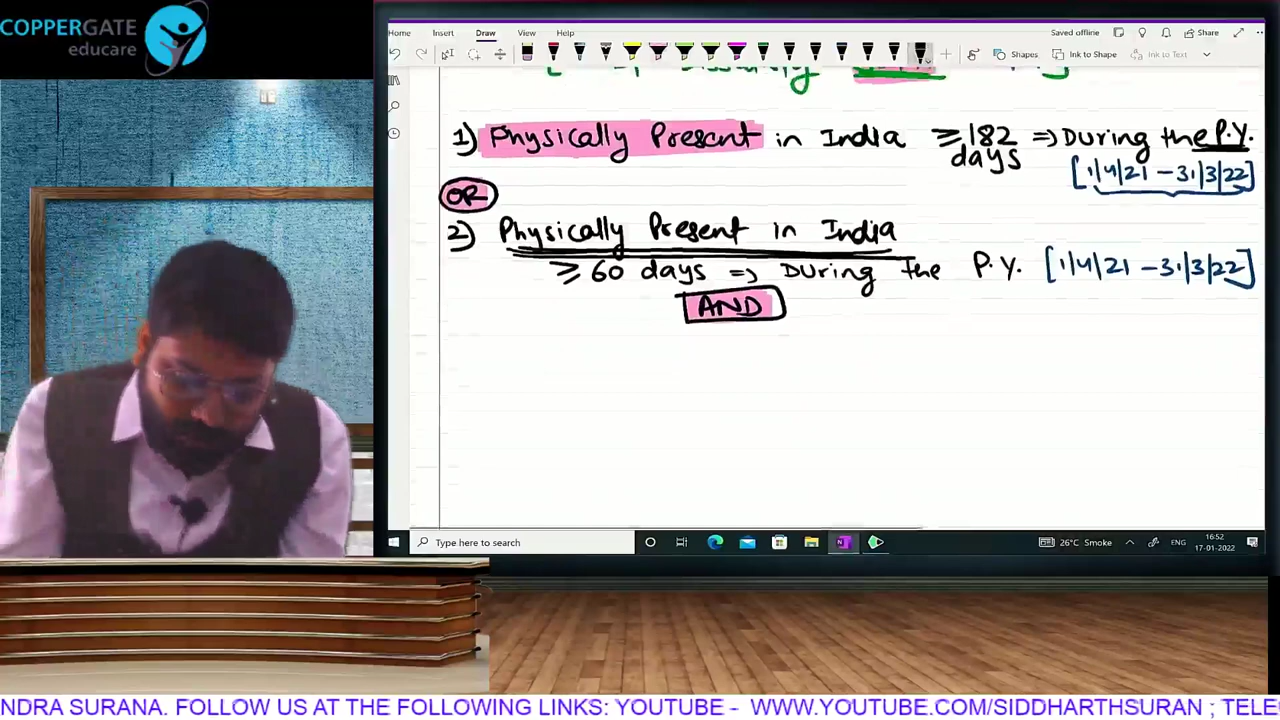 COPPERGATE
educare
Home Insert Draw View Help
Saved offline
Share
Shapes
Ink to Shape
Ink to Text
1) Physically Present in India ≥ 182 days ⇒ During the P.Y.
[1/4/21 - 31/3/22]
OR
2) Physically Present in India
≥ 60 days ⇒ During the P.Y. [1/4/21 - 31/3/22]
AND
Type here to search
26°C Smoke
ENG
16:52
17-01-2022
NDRA SURANA. FOLLOW US AT THE FOLLOWING LINKS: YOUTUBE - WWW.YOUTUBE.COM/SIDDHARTHSURAN ; TELE